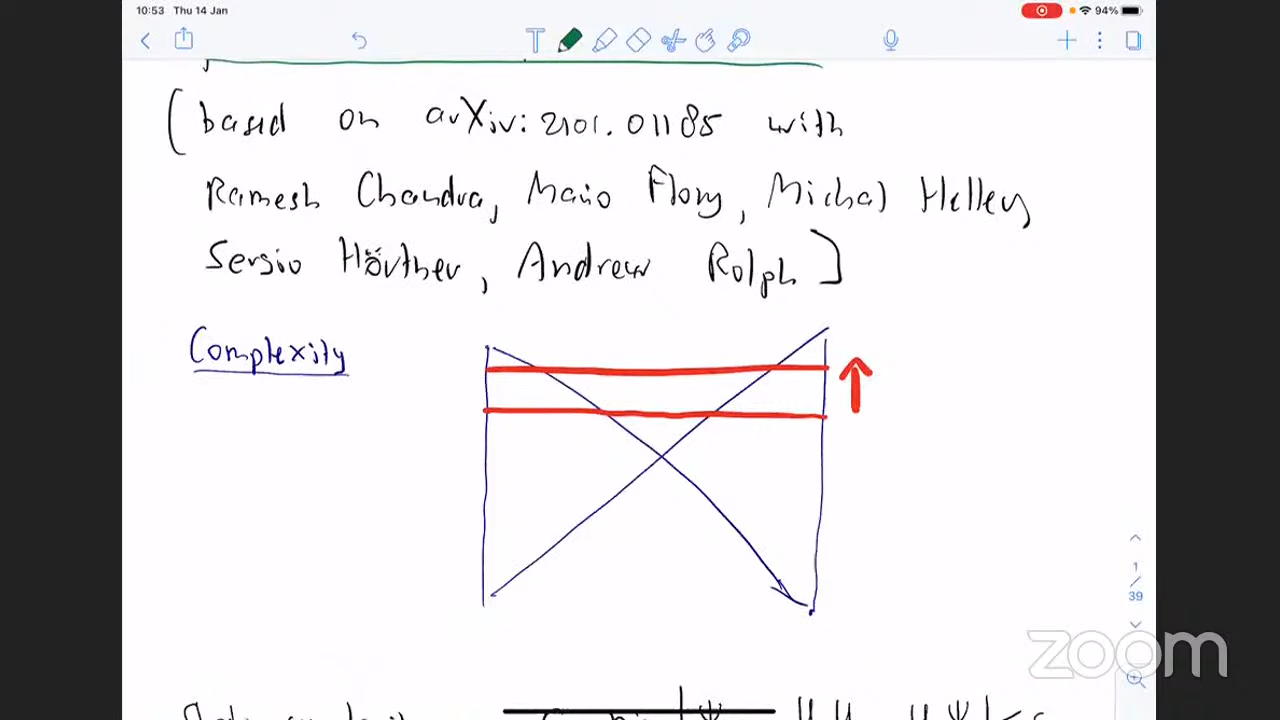 10:53 Thu 14 Jan
94%
(based on arXiv: 2101.01185 with
Ramesh Chandra, Mario Flory, Michal Heller,
Sergio Hörtner, Andrew Rolph]
Complexity
1
/
39
zoom